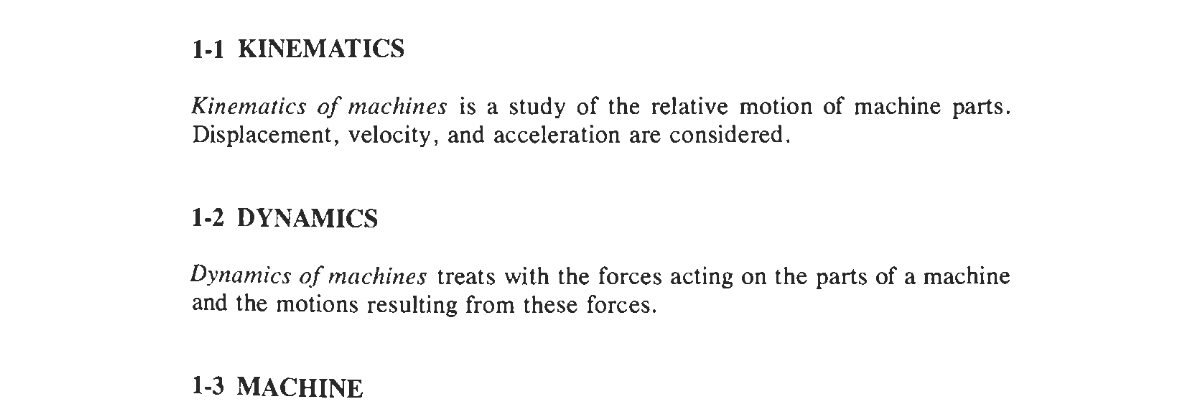 1-1 KINEMATICS
Kinematics of machines is a study of the relative motion of machine parts.
Displacement, velocity, and acceleration are considered.
1-2 DYNAMICS
Dynamics of machines treats with the forces acting on the parts of a machine
and the motions resulting from these forces.
1-3 MACHINE